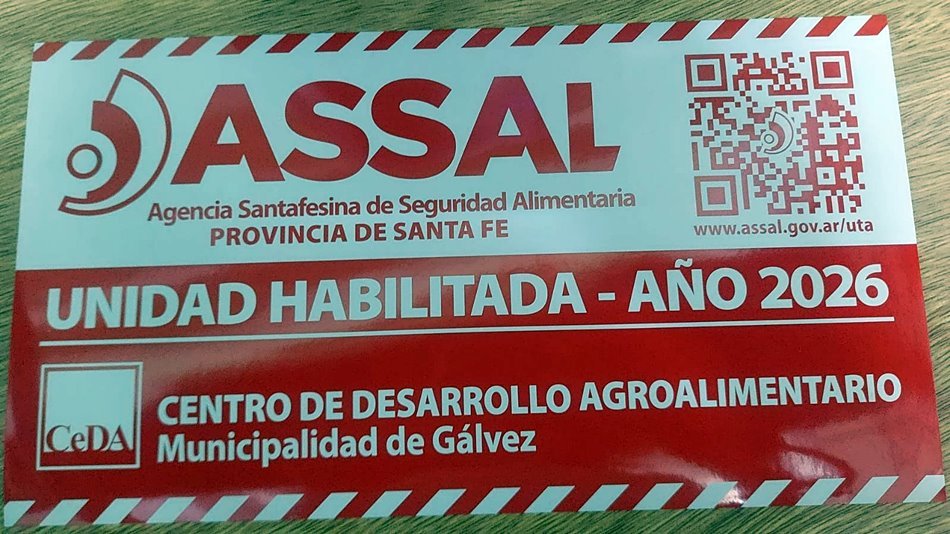 ASSAL
Agencia Santafesina de Seguridad Alimentaria
PROVINCIA DE SANTA FE
www.assal.gov.ar/uta
UNIDAD HABILITADA - AÑO 2026
CeDA
CENTRO DE DESARROLLO AGROALIMENTARIO
Municipalidad de Gálvez